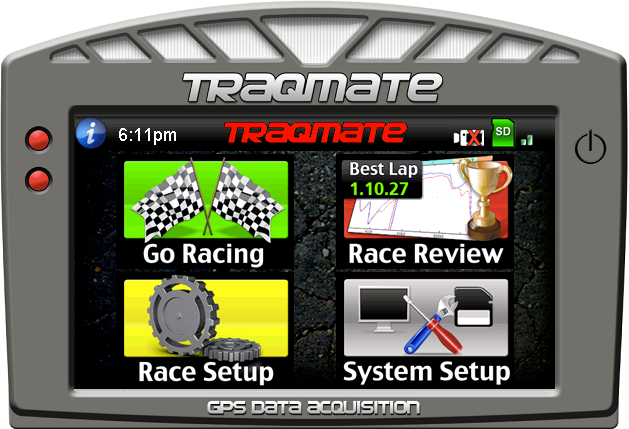 TRAQMATE
6:11pm
TRAQMATE
SD
Best Lap
1.10.27
Go Racing
Race Review
Race Setup
System Setup
GPS DATA ACQUISITION